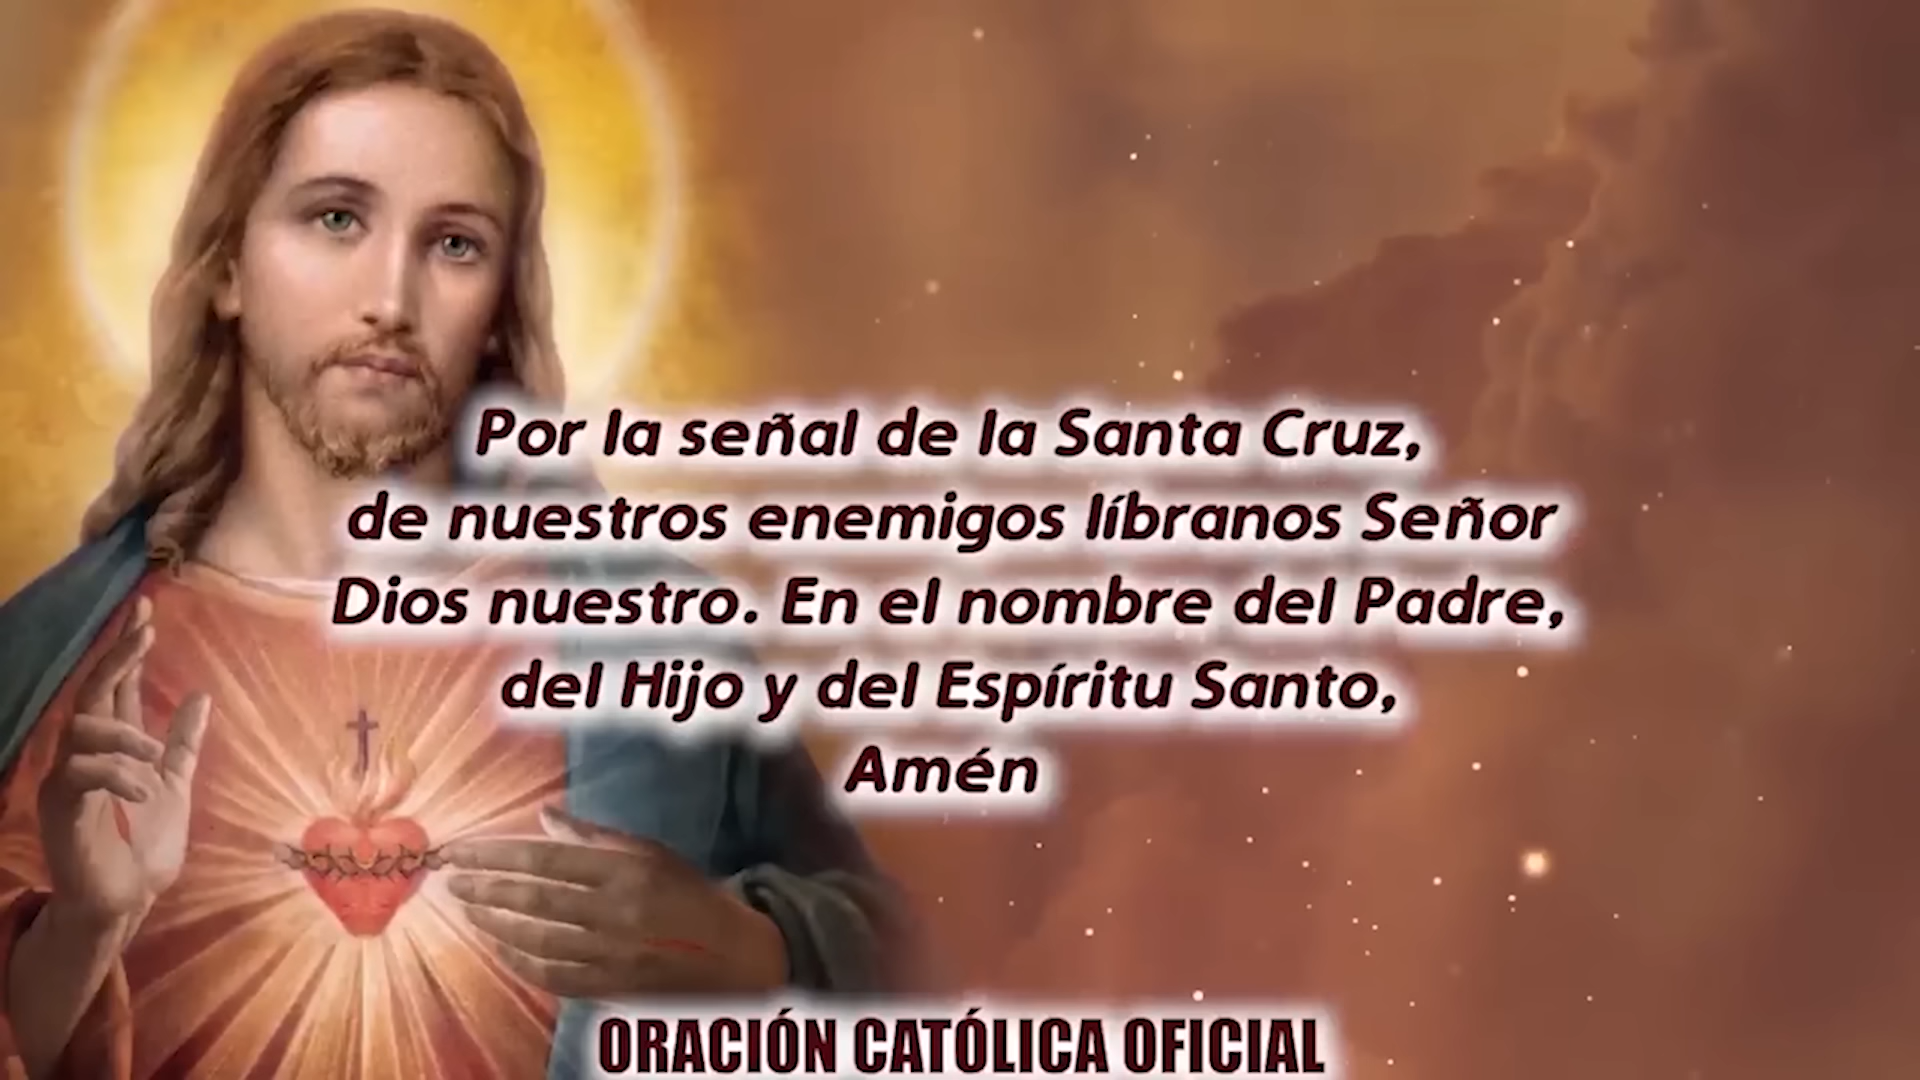 Por la señal de la Santa Cruz,
de nuestros enemigos líbranos Señor
Dios nuestro. En el nombre del Padre,
del Hijo y del Espíritu Santo,
Amén
ORACIÓN CATÓLICA OFICIAL